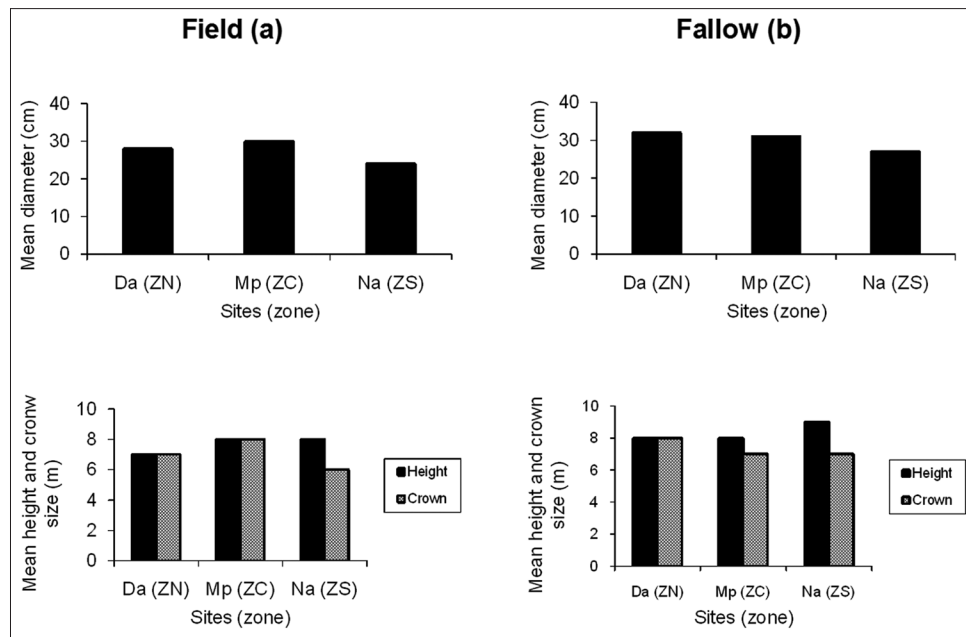 Field (a)
Fallow (b)
Mean diameter (cm)
40
30
20
10
0
Da (ZN) Mp (ZC) Na (ZS)
Sites (zone)
Mean diameter (cm)
40
30
20
10
0
Da (ZN) Mp (ZC) Na (ZS)
Sites (zone)
Mean height and cronw
size (m)
10
8
6
4
2
0
Da (ZN) Mp (ZC) Na (ZS)
Sites (zone)
Height
Crown
Mean height and crown
size (m)
10
8
6
4
2
0
Da (ZN) Mp (ZC) Na (ZS)
Sites (zone)
Height
Crown